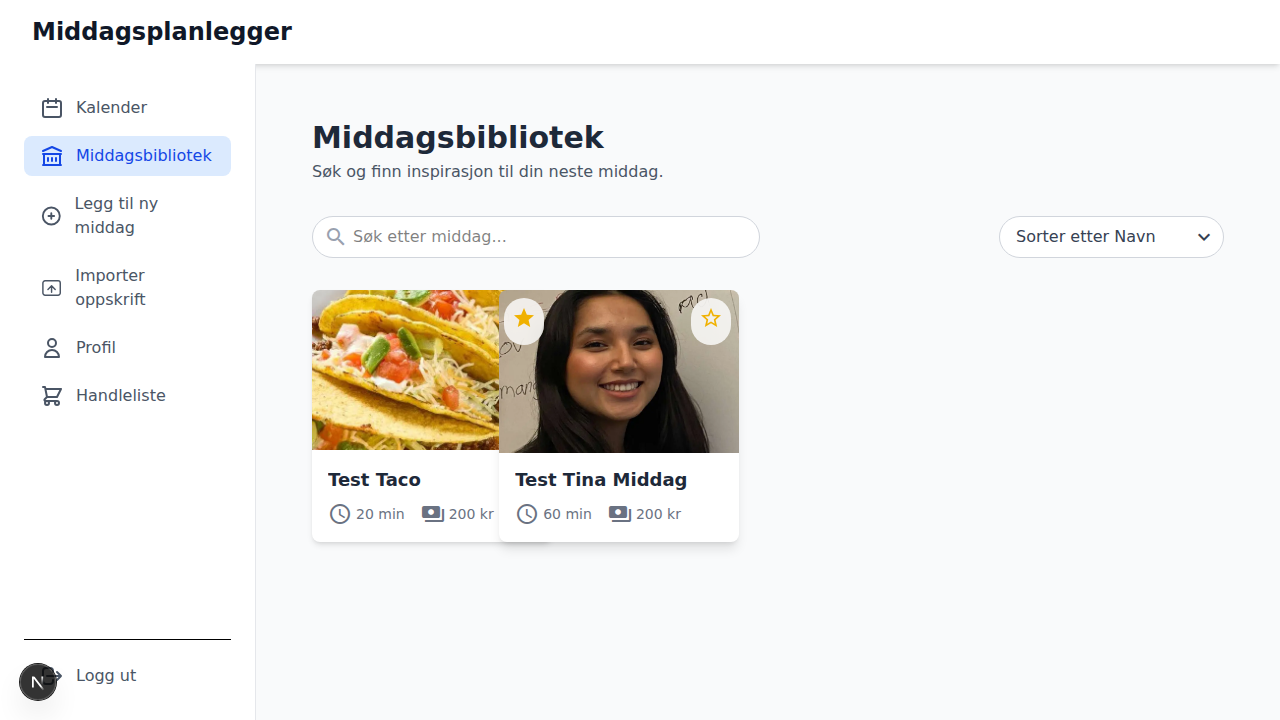 Middagsplanlegger
Kalender
Middagsbibliotek
Legg til ny
middag
Importer
oppskrift
Profil
Handleliste
Logg ut
N
Middagsbibliotek
Søk og finn inspirasjon til din neste middag.
Søk etter middag...
Sorter etter Navn
Test Taco
20 min
200 kr
Test Tina Middag
60 min
200 kr